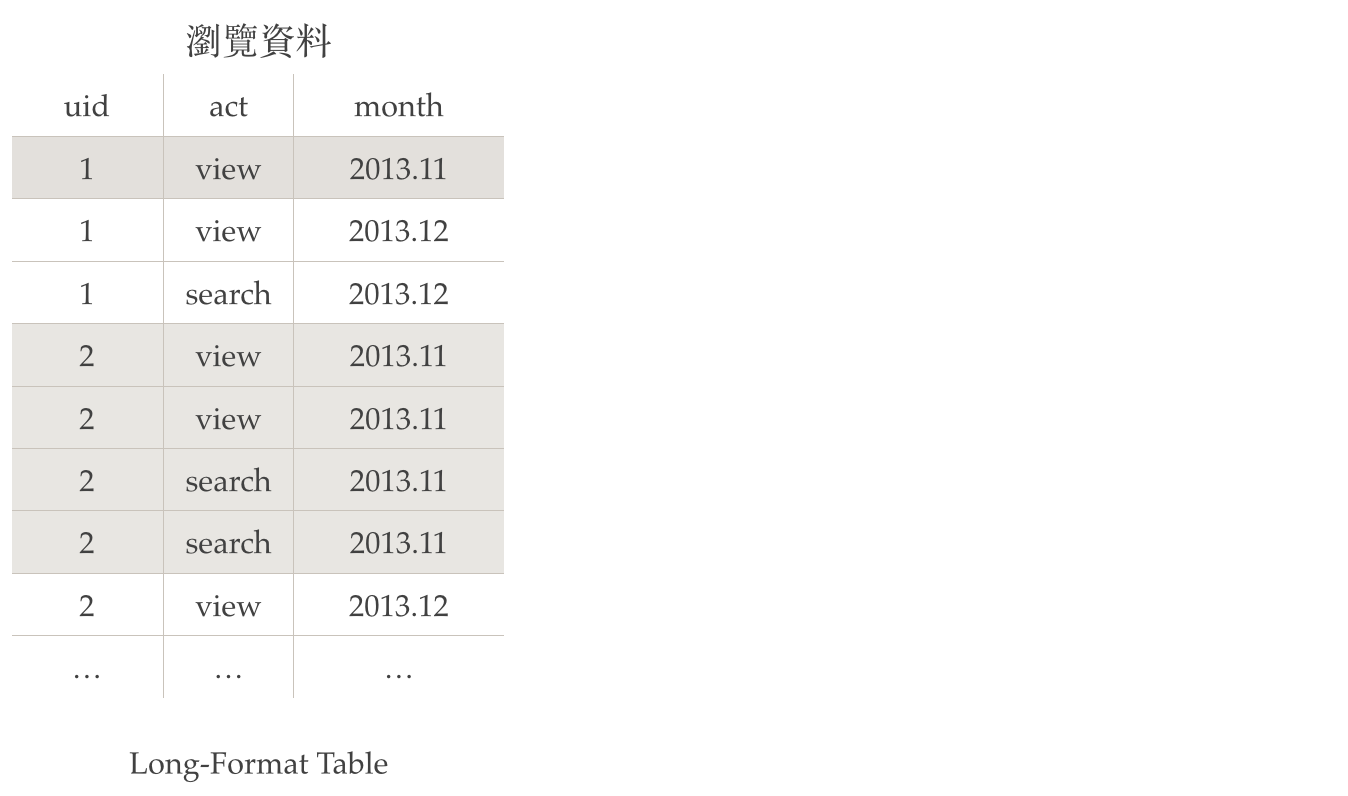 瀏覽資料
uid act month
1 view 2013.11
1 view 2013.12
1 search 2013.12
2 view 2013.11
2 view 2013.11
2 search 2013.11
2 search 2013.11
2 view 2013.12
… … …
Long-Format Table